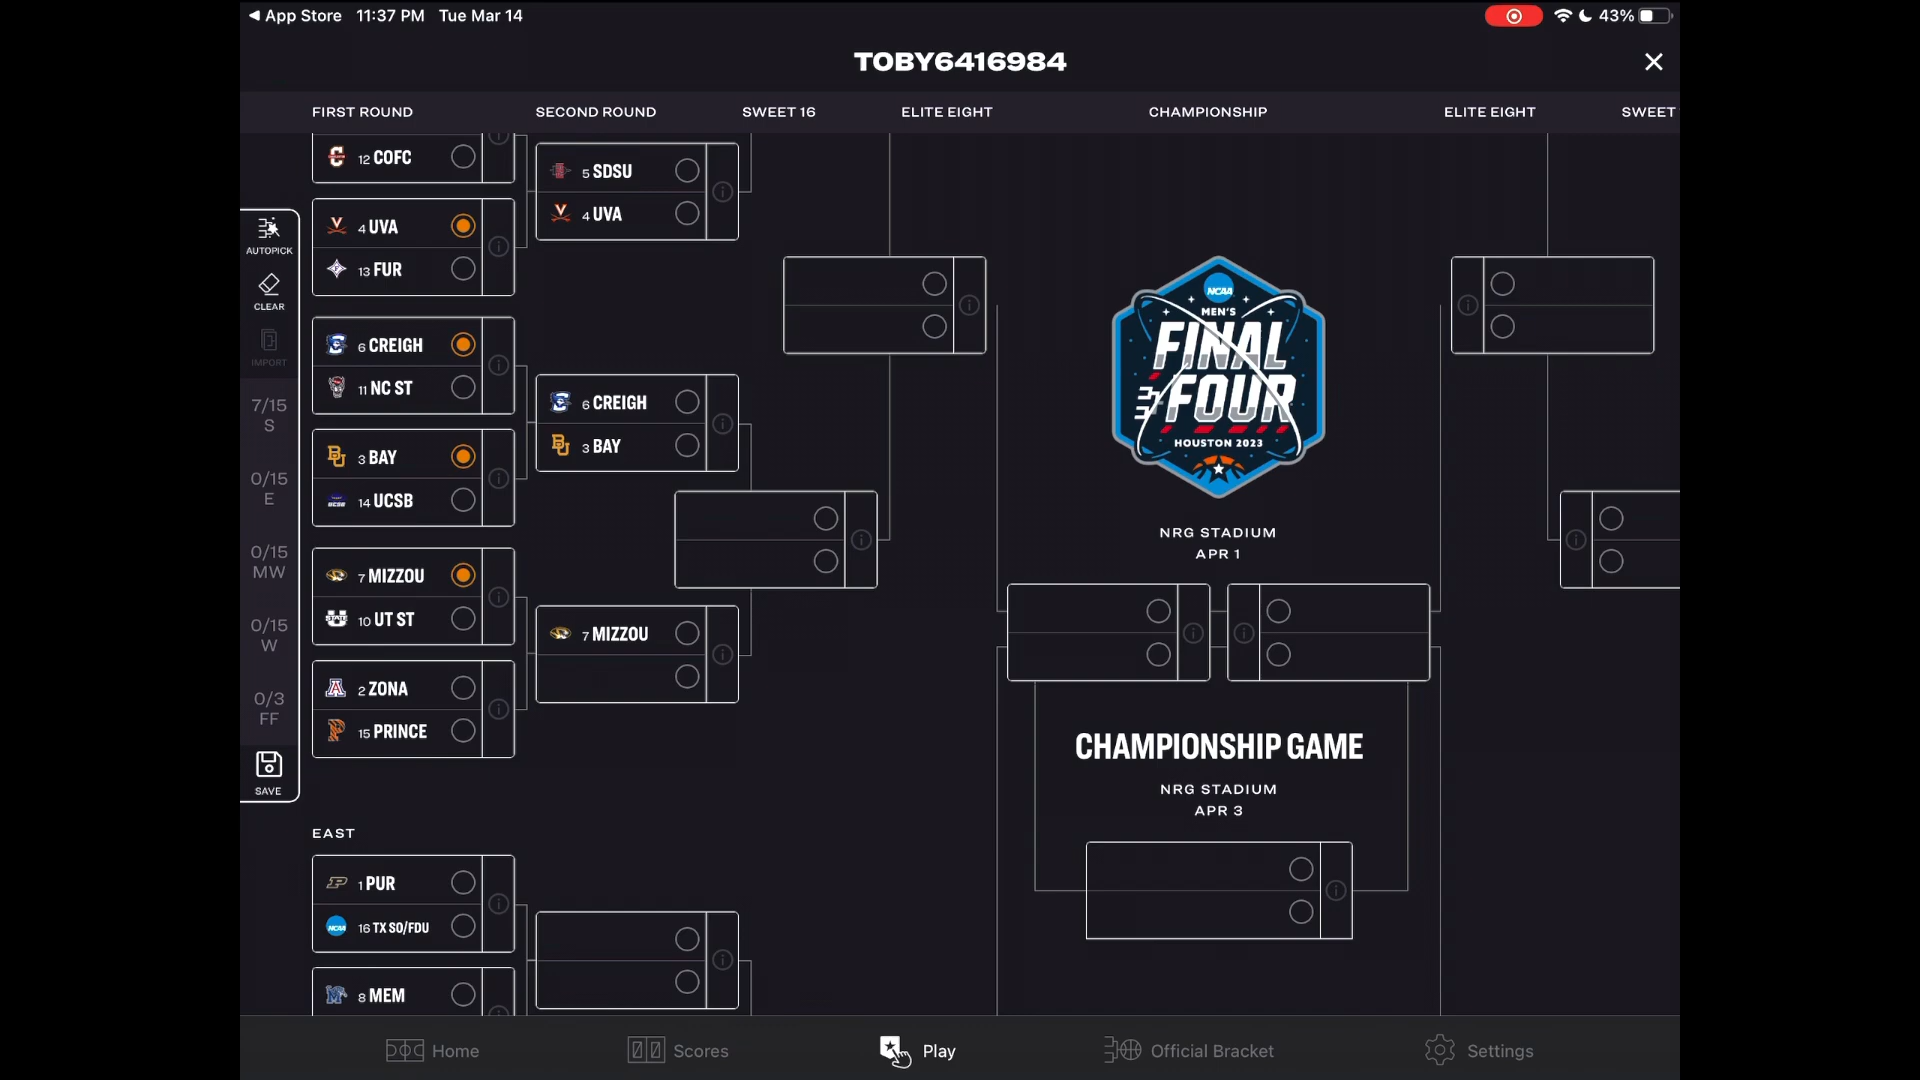 App Store 11:37 PM Tue Mar 14
43%
TOBY6416984
FIRST ROUND SECOND ROUND SWEET 16 ELITE EIGHT CHAMPIONSHIP ELITE EIGHT SWEET
12 COFC
4 UVA
13 FUR
6 CREIGH
11 NC ST
3 BAY
14 UCSB
7 MIZZOU
10 UT ST
2 ZONA
15 PRINCE
5 SDSU
4 UVA
6 CREIGH
3 BAY
7 MIZZOU
AUTOPICK
CLEAR
IMPORT
7/15
S
0/15
E
0/15
MW
0/15
W
0/3
FF
SAVE
EAST
1 PUR
16 TX SO/FDU
8 MEM
NCAA
MEN'S
FINAL
FOUR
HOUSTON 2023
NRG STADIUM
APR 1
CHAMPIONSHIP GAME
NRG STADIUM
APR 3
Home Scores Play Official Bracket Settings